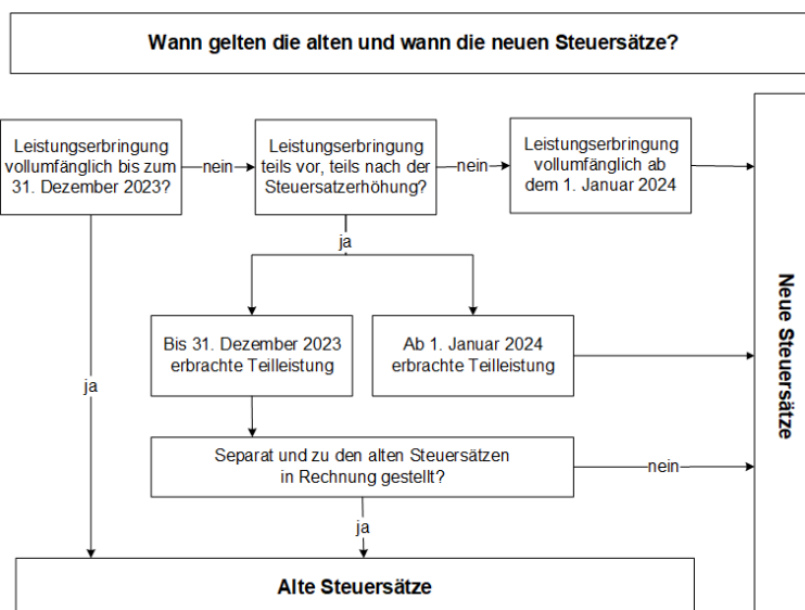 Wann gelten die alten und wann die neuen Steuersätze?
Leistungserbringung
vollumfänglich bis zum
31. Dezember 2023?
nein
Leistungserbringung
teils vor, teils nach der
Steuersatzerhöhung?
nein
Leistungserbringung
vollumfänglich ab
dem 1. Januar 2024
ja
Bis 31. Dezember 2023
erbrachte Teilleistung
Ab 1. Januar 2024
erbrachte Teilleistung
ja
Separat und zu den alten Steuersätzen
in Rechnung gestellt?
nein
ja
Neue Steuersätze
Alte Steuersätze